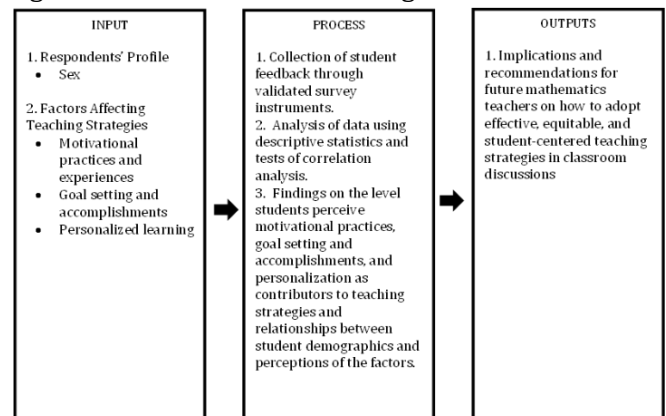 INPUT
1. Respondents' Profile
• Sex
2. Factors Affecting
Teaching Strategies
• Motivational
practices and
experiences
• Goal setting and
accomplishments
• Personalized learning
PROCESS
1. Collection of student
feedback through
validated survey
instruments.
2. Analysis of data using
descriptive statistics and
tests of correlation
analysis.
3. Findings on the level
students perceive
motivational practices,
goal setting and
accomplishments, and
personalization as
contributors to teaching
strategies and
relationships between
student demographics and
perceptions of the factors.
OUTPUTS
1. Implications and
recommendations for
future mathematics
teachers on how to adopt
effective, equitable, and
student-centered teaching
strategies in classroom
discussions